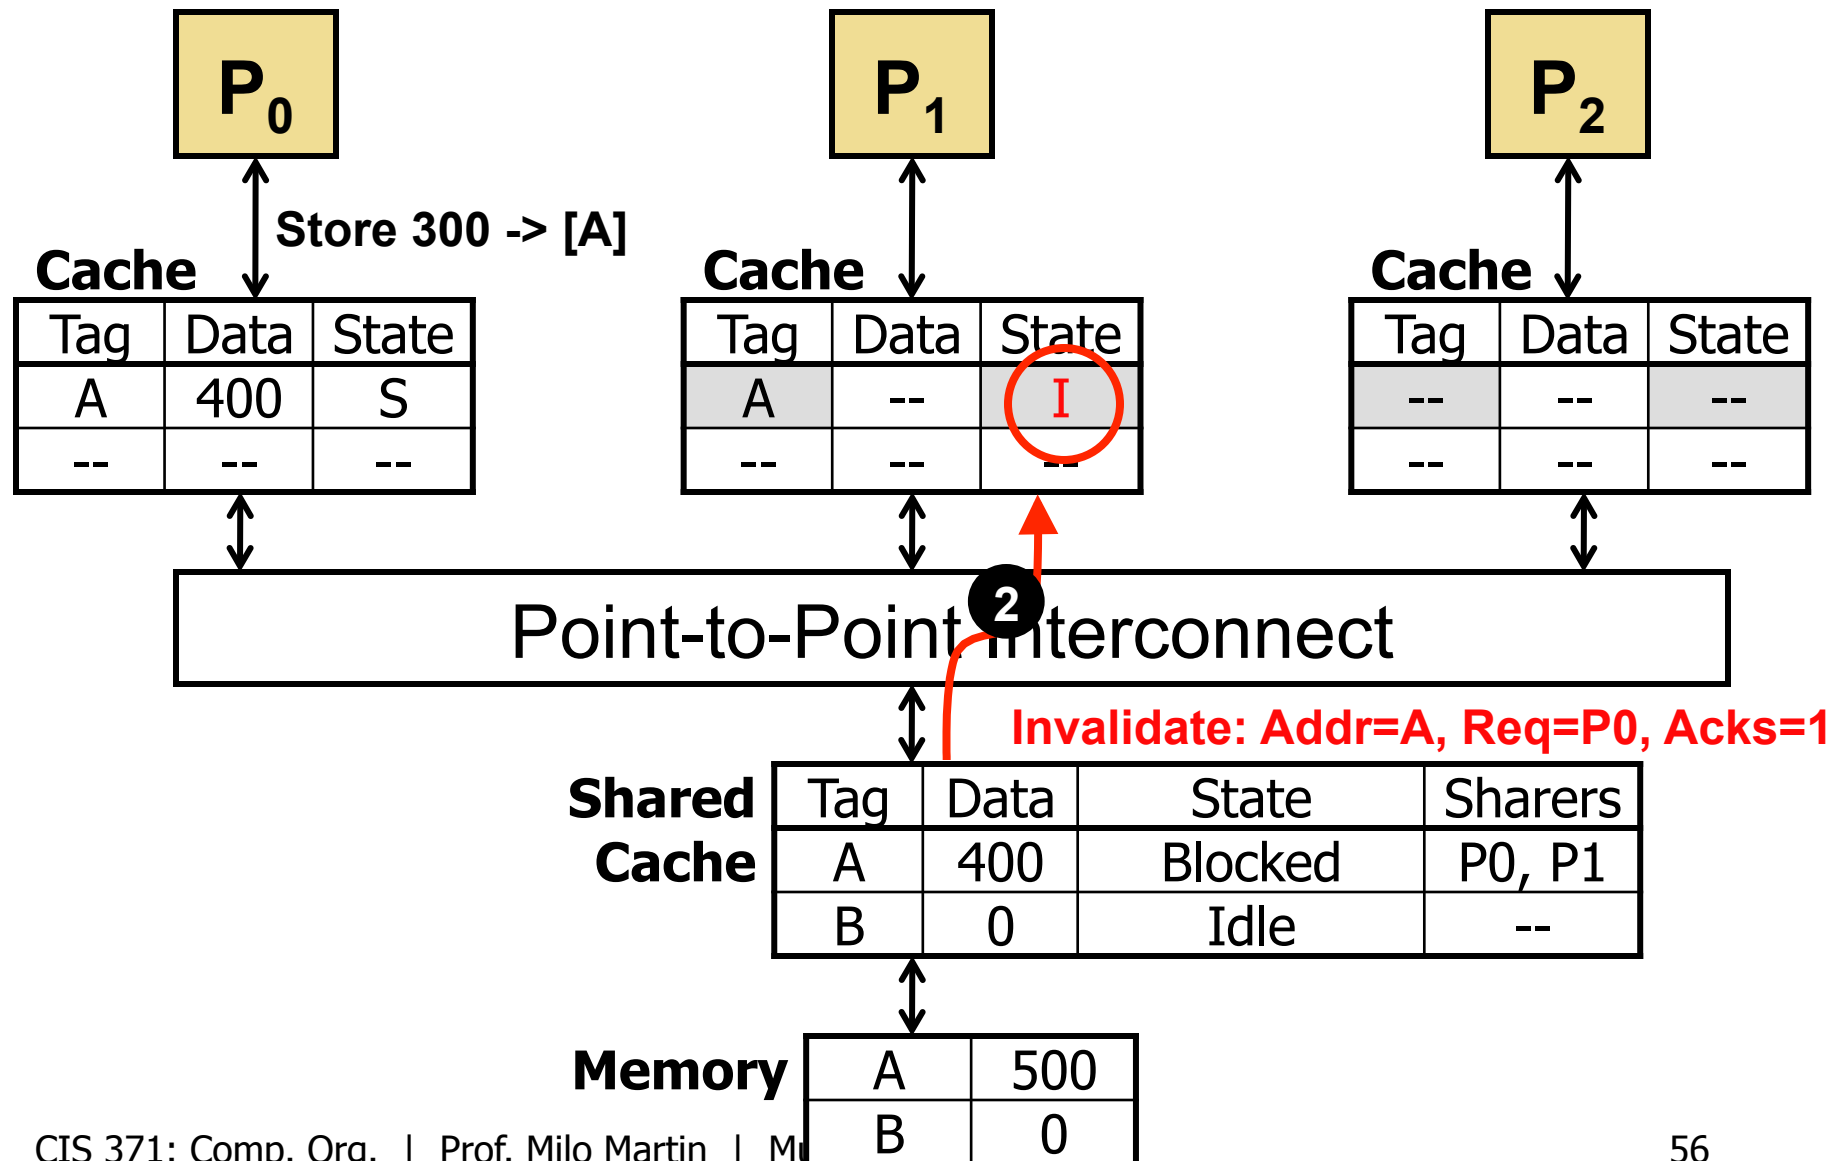 P0 P1 P2
Store 300 -> [A]
Cache Cache Cache
Tag Data State Tag Data State Tag Data State
A 400 S A -- I -- -- --
-- -- -- -- -- -- -- -- --
2
Point-to-Point Interconnect
Invalidate: Addr=A, Req=P0, Acks=1
Shared Tag Data State Sharers
Cache A 400 Blocked P0, P1
B 0 Idle --
Memory A 500
B 0
CIS 371: Comp. Org. | Prof. Milo Martin | Mu 56